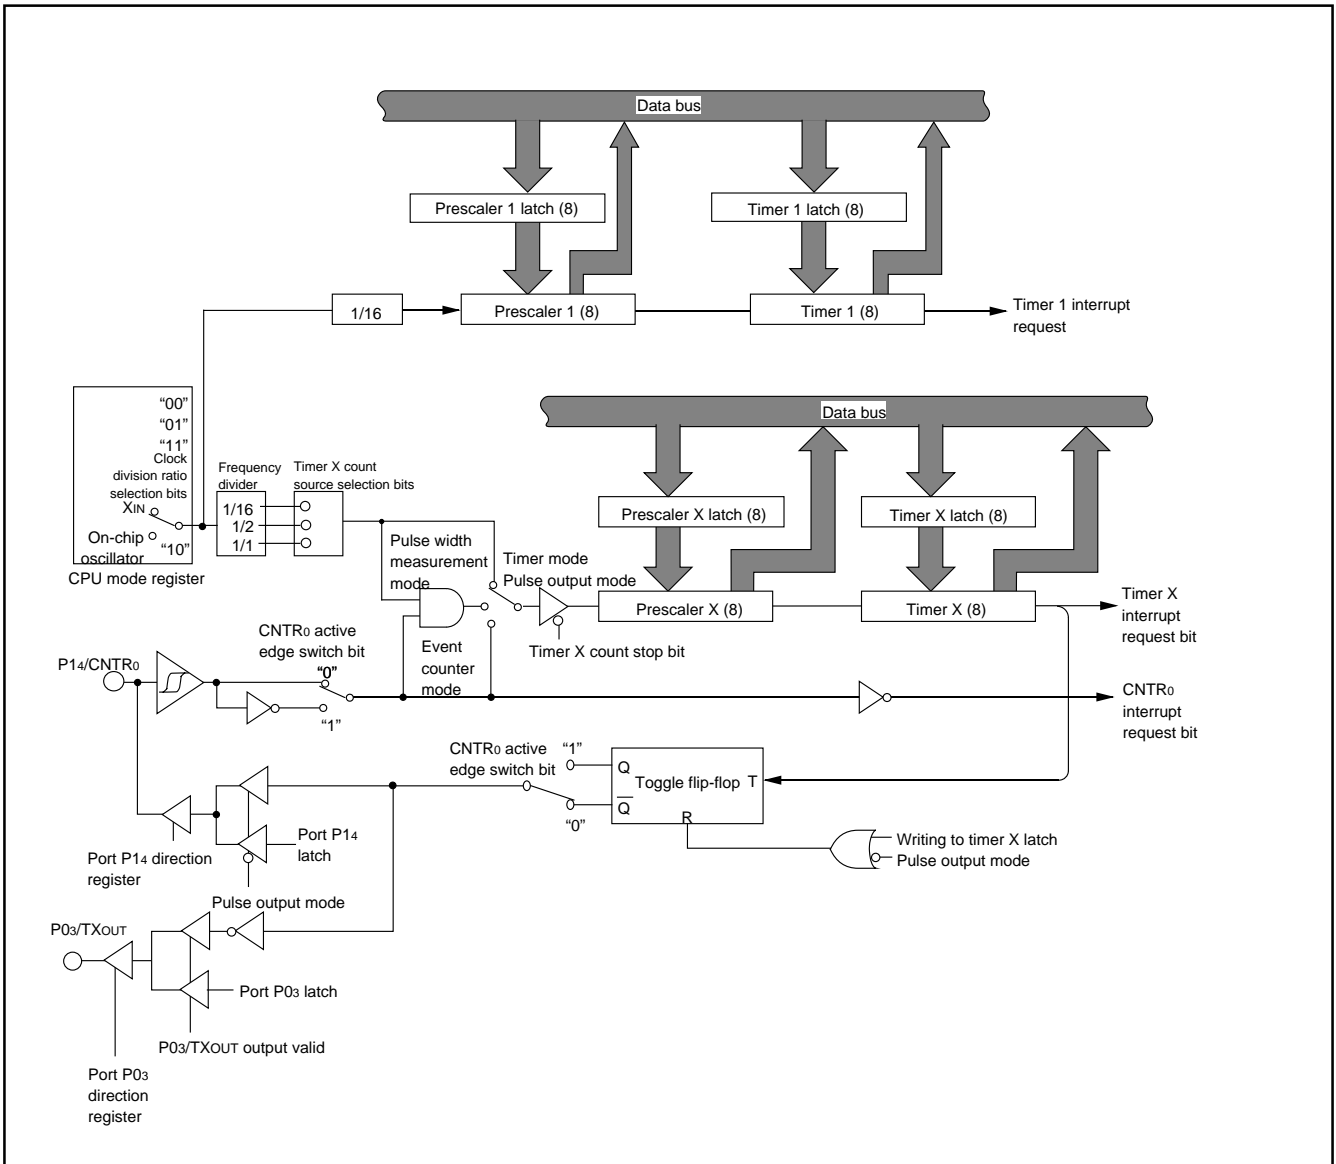 Data bus
Prescaler 1 latch (8)
Timer 1 latch (8)
1/16
Prescaler 1 (8)
Timer 1 (8)
Timer 1 interrupt
request
“00”
“01”
“11”
Clock
division ratio
selection bits
XIN
On-chip
oscillator
“10”
CPU mode register
Frequency
divider
1/16
1/2
1/1
Timer X count
source selection bits
Data bus
Prescaler X latch (8)
Timer X latch (8)
Pulse width
measurement
mode
Timer mode
Pulse output mode
Prescaler X (8)
Timer X (8)
Timer X
interrupt
request bit
Timer X count stop bit
Event
counter
mode
CNTR0 active
edge switch bit
P14/CNTR0
“0”
“1”
CNTR0
interrupt
request bit
CNTR0 active
edge switch bit
“1”
“0”
Q
Q
Toggle flip-flop
T
R
Writing to timer X latch
Pulse output mode
Port P14
latch
Port P14 direction
register
Pulse output mode
P03/TXOUT
Port P03 latch
P03/TXOUT output valid
Port P03
direction
register